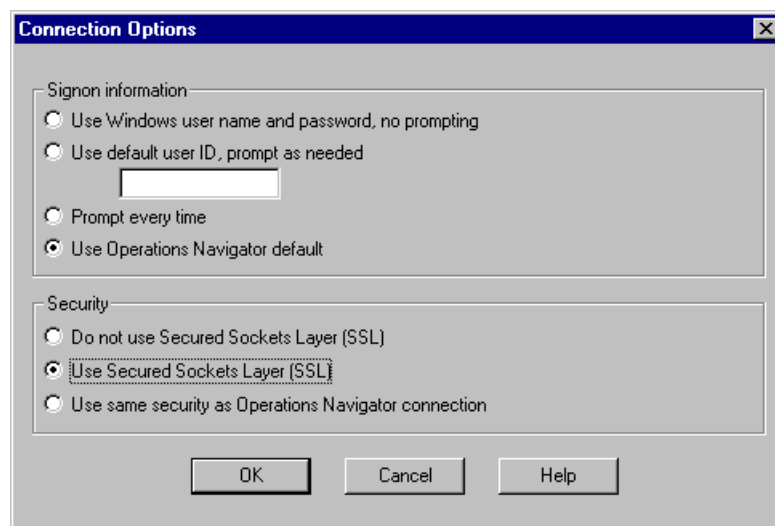 Connection Options
Signon information
Use Windows user name and password, no prompting
Use default user ID, prompt as needed
Prompt every time
Use Operations Navigator default
Security
Do not use Secured Sockets Layer (SSL)
Use Secured Sockets Layer (SSL)
Use same security as Operations Navigator connection
OK Cancel Help